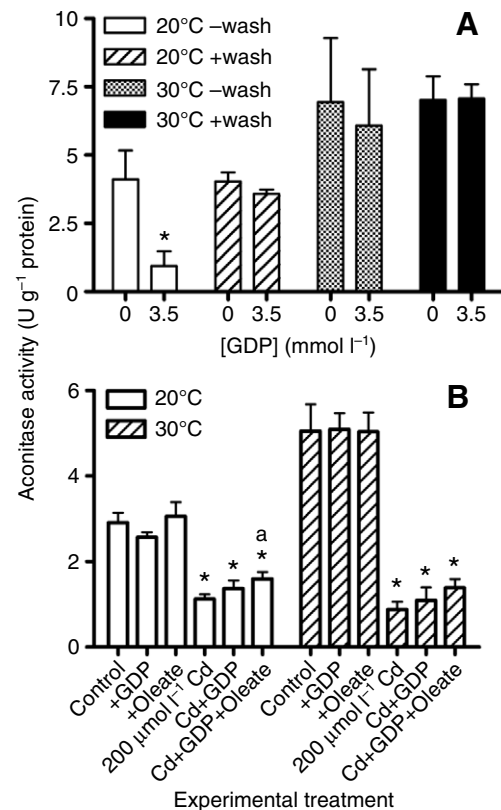 20°C –wash
20°C +wash
30°C –wash
30°C +wash
A
10
7.5
5
2.5
0
*
0 3.5 0 3.5 0 3.5 0 3.5
[GDP] (mmol l⁻¹)
Aconitase activity (U g⁻¹ protein)
20°C
30°C
B
6
4
2
0
a
* * * * * *
Control
+GDP
+Oleate
200 μmol l⁻¹ Cd
Cd+GDP
Cd+GDP+Oleate
Control
+GDP
+Oleate
200 μmol l⁻¹ Cd
Cd+GDP
Cd+GDP+Oleate
Experimental treatment